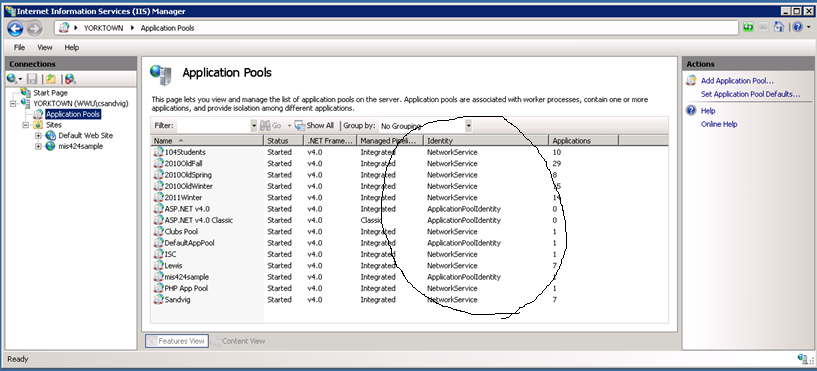 Internet Information Services (IIS) Manager
YORKTOWN Application Pools
File View Help
Connections
Start Page
YORKTOWN (WWU\csandvig)
Application Pools
Sites
Default Web Site
mis424sample
Application Pools
This page lets you view and manage the list of application pools on the server. Application pools are associated with worker processes, contain one or more
applications, and provide isolation among different applications.
Filter: Go Show All Group by: No Grouping
Name Status .NET Frame... Managed Pipeli... Identity Applications
104Students Started v4.0 Integrated NetworkService 10
2010OldFall Started v4.0 Integrated NetworkService 29
2010OldSpring Started v4.0 Integrated NetworkService 8
2010OldWinter Started v4.0 Integrated NetworkService
2011Winter Started v4.0 Integrated NetworkService 14
ASP.NET v4.0 Started v4.0 Integrated ApplicationPoolIdentity 0
ASP.NET v4.0 Classic Started v4.0 Classic ApplicationPoolIdentity 0
Clubs Pool Started v4.0 Integrated NetworkService 1
DefaultAppPool Started v4.0 Integrated ApplicationPoolIdentity 1
ISC Started v4.0 Integrated NetworkService 1
Lewis Started v4.0 Integrated NetworkService 7
mis424sample Started v4.0 Integrated ApplicationPoolIdentity
PHP App Pool Started v4.0 Integrated NetworkService 1
Sandvig Started v4.0 Integrated NetworkService 7
Features View Content View
Actions
Add Application Pool...
Set Application Pool Defaults...
Help
Online Help
Ready